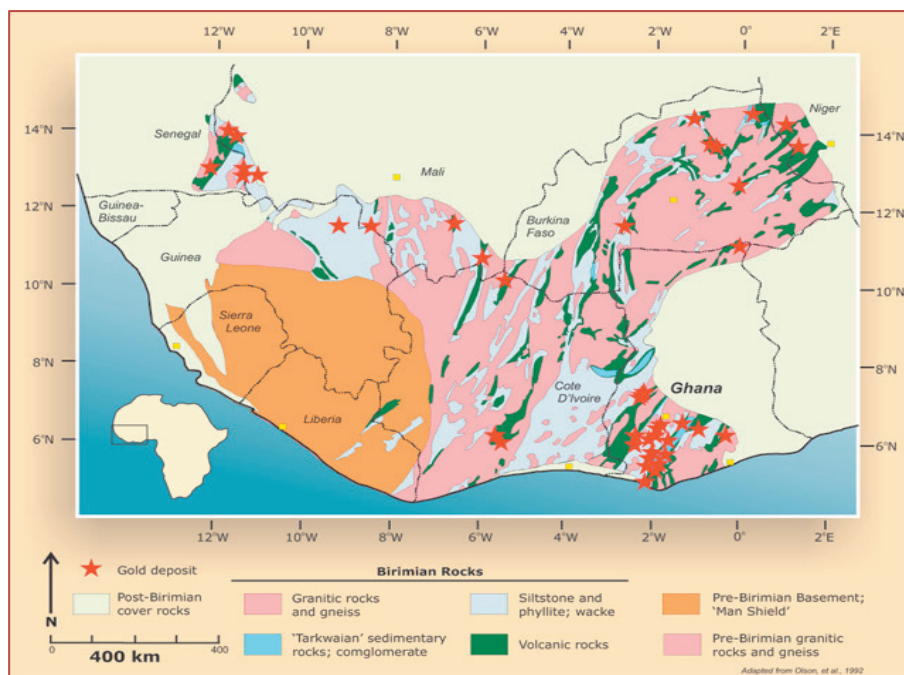 12°W 10°W 8°W 6°W 4°W 2°W 0° 2°E
14°N 14°N
12°N 12°N
10°N 10°N
8°N 8°N
6°N 6°N
Senegal
Niger
Mali
Guinea-
Bissau
Burkina
Faso
Guinea
Sierra
Leone
Ghana
Cote
D'Ivoire
Liberia
12°W 10°W 8°W 6°W 4°W 2°W 0° 2°E
Gold deposit
Birimian Rocks
Post-Birimian
cover rocks
Granitic rocks
and gneiss
Siltstone and
phyllite; wacke
Pre-Birimian Basement;
'Man Shield'
'Tarkwaian' sedimentary
rocks; comglomerate
Volcanic rocks
Pre-Birimian granitic
rocks and gneiss
N
0 400
400 km
Adapted from Olson, et al., 1992